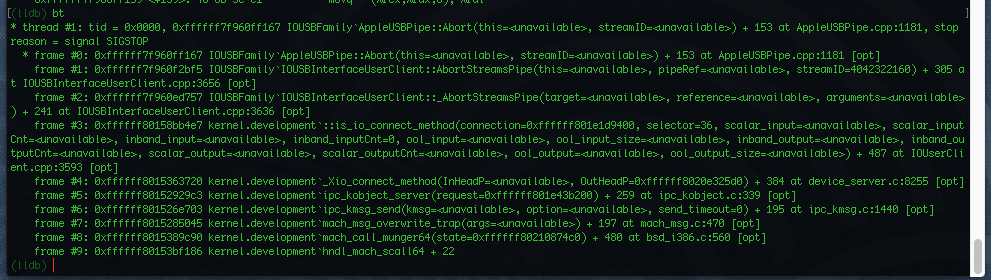 (lldb) bt
* thread #1: tid = 0x0000, 0xffffff7f960ff167 IOUSBFamily`AppleUSBPipe::Abort(this=<unavailable>, streamID=<unavailable>) + 153 at AppleUSBPipe.cpp:1181, stop
reason = signal SIGSTOP
* frame #0: 0xffffff7f960ff167 IOUSBFamily`AppleUSBPipe::Abort(this=<unavailable>, streamID=<unavailable>) + 153 at AppleUSBPipe.cpp:1181 [opt]
frame #1: 0xffffff7f960f2bf5 IOUSBFamily`IOUSBInterfaceUserClient::AbortStreamsPipe(this=<unavailable>, pipeRef=<unavailable>, streamID=4042322160) + 305 a
t IOUSBInterfaceUserClient.cpp:3656 [opt]
frame #2: 0xffffff7f960ed757 IOUSBFamily`IOUSBInterfaceUserClient::_AbortStreamsPipe(target=<unavailable>, reference=<unavailable>, arguments=<unavailable>
) + 241 at IOUSBInterfaceUserClient.cpp:3636 [opt]
frame #3: 0xffffff80158bb4e7 kernel.development`::is_io_connect_method(connection=0xffffff801e1d9400, selector=36, scalar_input=<unavailable>, scalar_input
Cnt=<unavailable>, inband_input=<unavailable>, inband_inputCnt=0, ool_input=<unavailable>, ool_input_size=<unavailable>, inband_output=<unavailable>, inband_ou
tputCnt=<unavailable>, scalar_output=<unavailable>, scalar_outputCnt=<unavailable>, ool_output=<unavailable>, ool_output_size=<unavailable>) + 487 at IOUserCli
ent.cpp:3593 [opt]
frame #4: 0xffffff8015363720 kernel.development`_Xio_connect_method(InHeadP=<unavailable>, OutHeadP=0xffffff8020e325d0) + 384 at device_server.c:8255 [opt]
frame #5: 0xffffff80152929c3 kernel.development`ipc_kobject_server(request=0xffffff801e43b200) + 259 at ipc_kobject.c:339 [opt]
frame #6: 0xffffff801526e703 kernel.development`ipc_kmsg_send(kmsg=<unavailable>, option=<unavailable>, send_timeout=0) + 195 at ipc_kmsg.c:1440 [opt]
frame #7: 0xffffff8015285045 kernel.development`mach_msg_overwrite_trap(args=<unavailable>) + 197 at mach_msg.c:470 [opt]
frame #8: 0xffffff8015389c90 kernel.development`mach_call_munger64(state=0xffffff80210874c0) + 480 at bsd_i386.c:560 [opt]
frame #9: 0xffffff80153bf186 kernel.development`hndl_mach_scall64 + 22
(lldb)